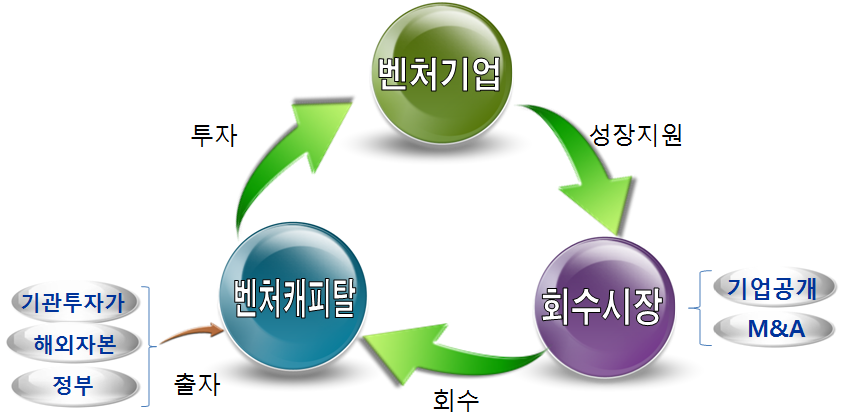 벤처기업
투자
성장지원
벤처캐피탈
회수시장
기관투자가
해외자본
정부
출자
기업공개
M&A
회수